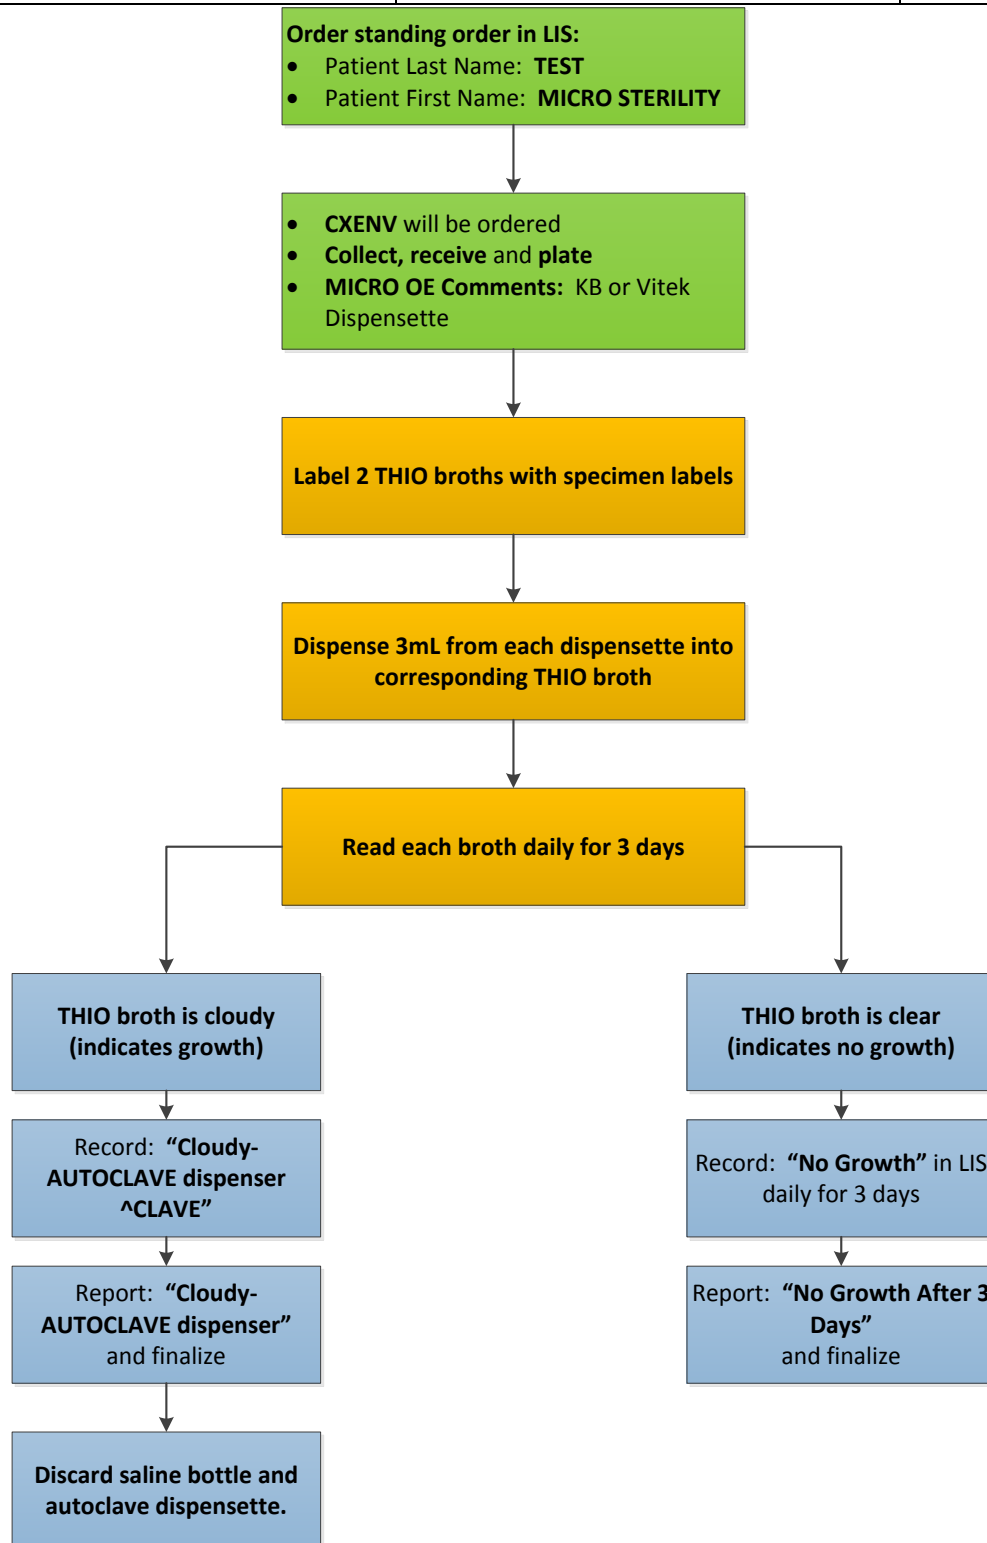 Order standing order in LIS:
• Patient Last Name: TEST
• Patient First Name: MICRO STERILITY
• CXENV will be ordered
• Collect, receive and plate
• MICRO OE Comments: KB or Vitek
Dispensette
Label 2 THIO broths with specimen labels
Dispense 3mL from each dispensette into
corresponding THIO broth
Read each broth daily for 3 days
THIO broth is cloudy
(indicates growth)
Record: “Cloudy-
AUTOCLAVE dispenser
^CLAVE”
Report: “Cloudy-
AUTOCLAVE dispenser”
and finalize
Discard saline bottle and
autoclave dispensette.
THIO broth is clear
(indicates no growth)
Record: “No Growth” in LIS
daily for 3 days
Report: “No Growth After 3
Days”
and finalize